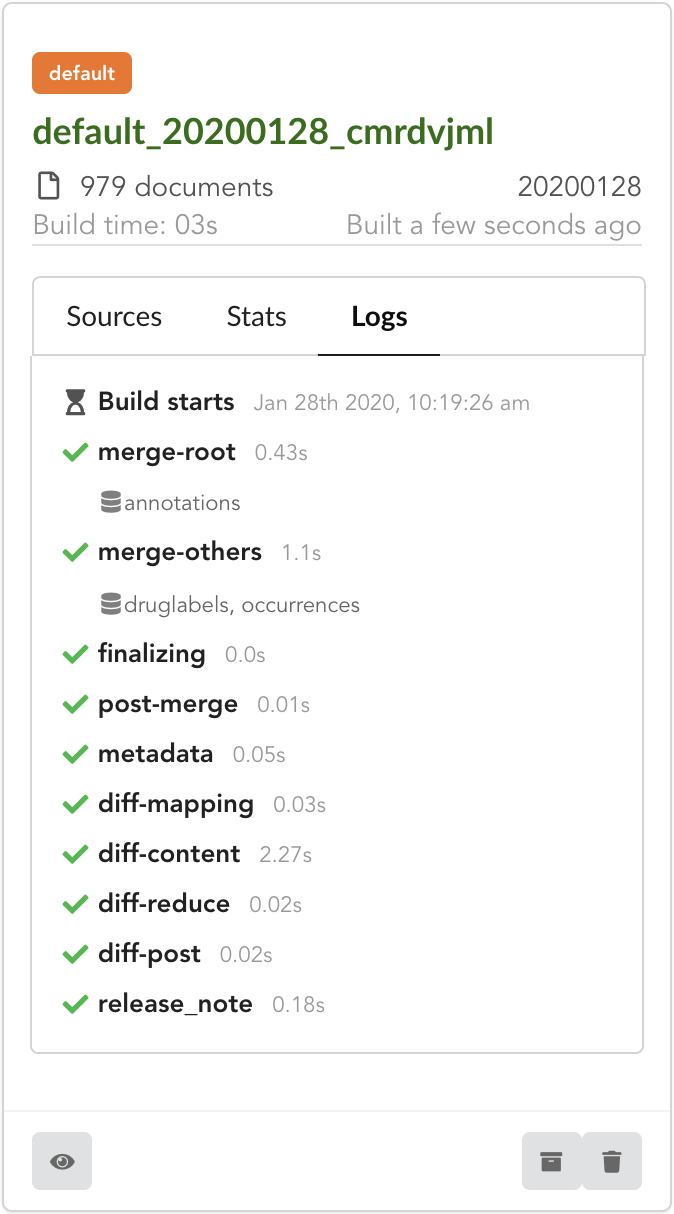 default
default_20200128_cmrdvjml
979 documents 20200128
Build time: 03s Built a few seconds ago
Sources Stats Logs
Build starts Jan 28th 2020, 10:19:26 am
merge-root 0.43s
annotations
merge-others 1.1s
druglabels, occurrences
finalizing 0.0s
post-merge 0.01s
metadata 0.05s
diff-mapping 0.03s
diff-content 2.27s
diff-reduce 0.02s
diff-post 0.02s
release_note 0.18s